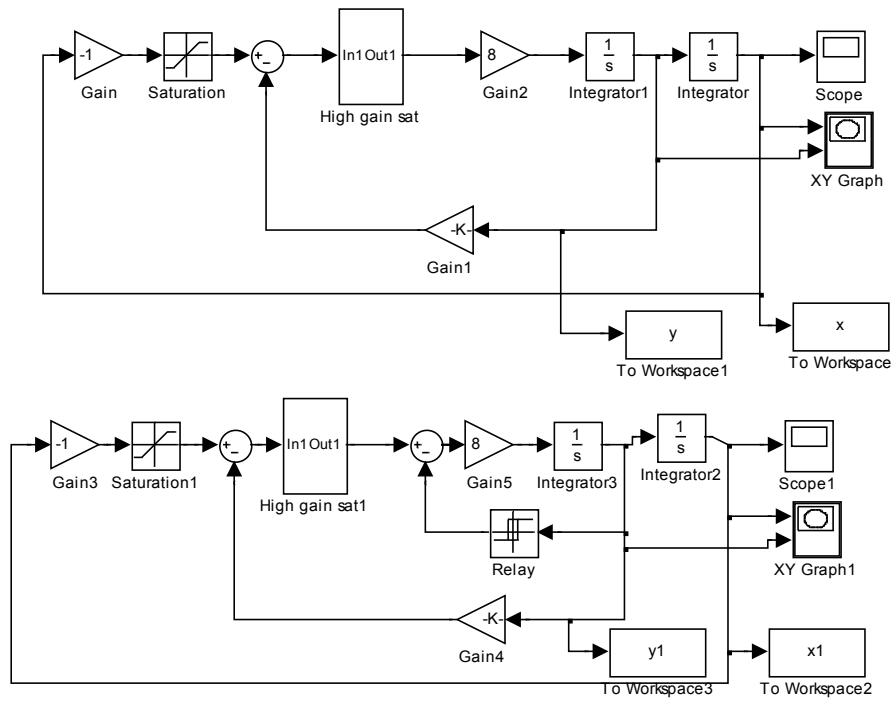 -1
Gain
Saturation
+
−
In1 Out1
High gain sat
8
Gain2
1
s
Integrator1
1
s
Integrator
Scope
XY Graph
-K-
Gain1
y
To Workspace1
x
To Workspace
-1
Gain3
Saturation1
+
−
In1 Out1
High gain sat1
+
−
8
Gain5
1
s
Integrator3
1
s
Integrator2
Scope1
Relay
XY Graph1
-K-
Gain4
y1
To Workspace3
x1
To Workspace2